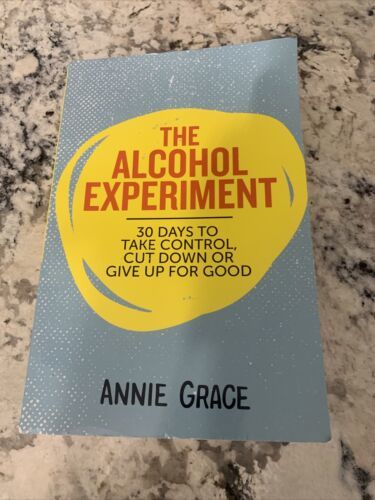 THE
ALCOHOL
EXPERIMENT
30 DAYS TO
TAKE CONTROL,
CUT DOWN OR
GIVE UP FOR GOOD
ANNIE GRACE